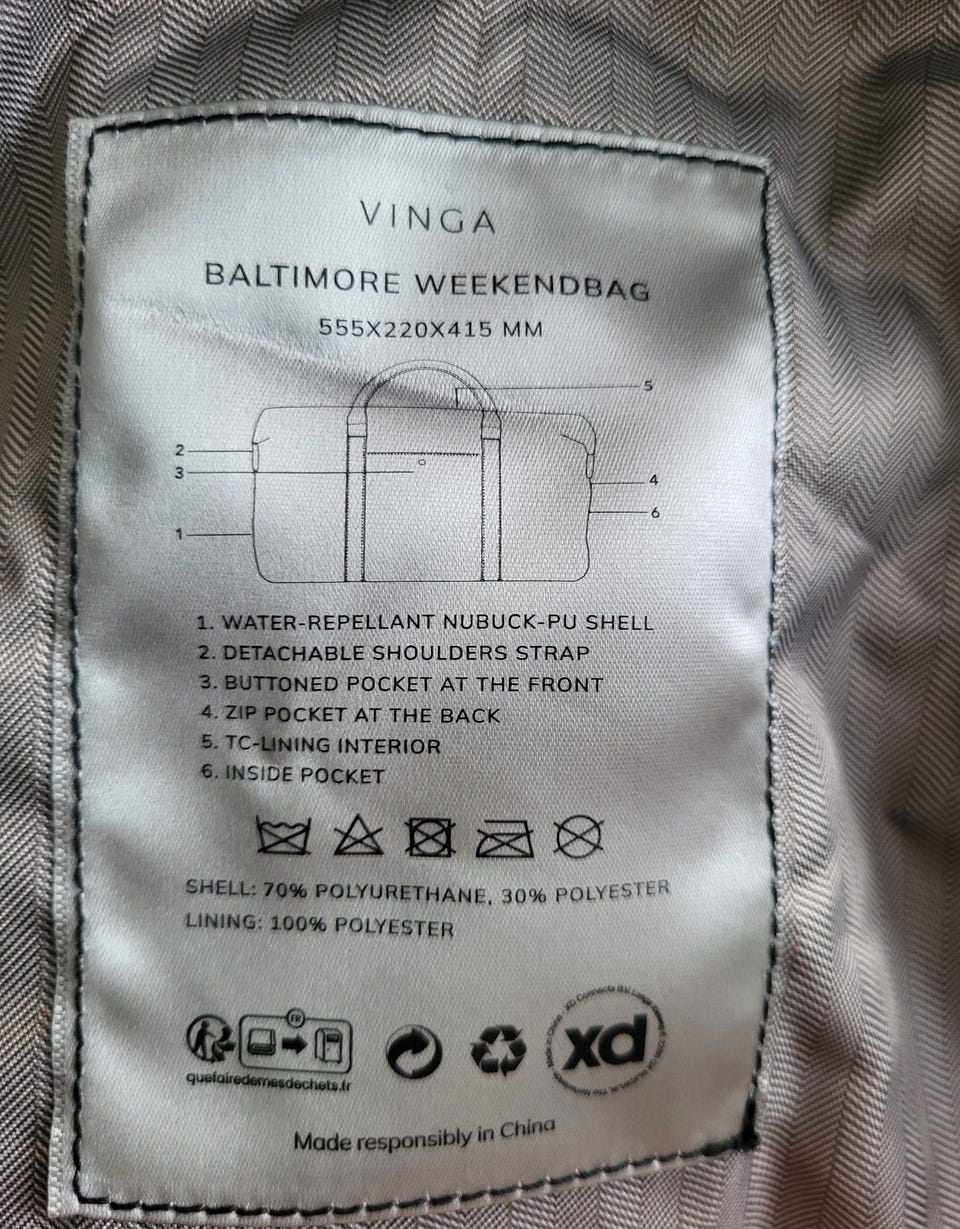 VINGA
BALTIMORE WEEKENDBAG
555X220X415 MM
5
2
3
4
6
1
1. WATER-REPELLANT NUBUCK-PU SHELL
2. DETACHABLE SHOULDERS STRAP
3. BUTTONED POCKET AT THE FRONT
4. ZIP POCKET AT THE BACK
5. TC-LINING INTERIOR
6. INSIDE POCKET
SHELL: 70% POLYURETHANE, 30% POLYESTER
LINING: 100% POLYESTER
FR
quefairedemesdechets.fr
XD Connects B.V.
xd
Made responsibly in China